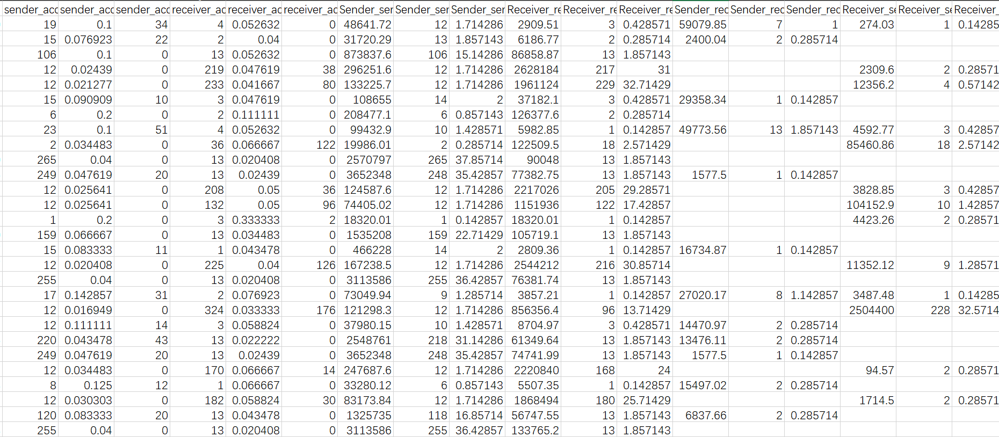 sender_acc sender_acc sender_acc receiver_ac receiver_ac receiver_ac Sender_ser Sender_ser Sender_ser Receiver_re Receiver_re Receiver_re Sender_rec Sender_rec Sender_rec Receiver_se Receiver_se Receiver_
19 0.1 34 4 0.052632 0 48641.72 12 1.714286 2909.51 3 0.428571 59079.85 7 1 274.03 1 0.14285
15 0.076923 22 2 0.04 0 31720.29 13 1.857143 6186.77 2 0.285714 2400.04 2 0.285714
106 0.1 0 13 0.052632 0 873837.6 106 15.14286 86858.87 13 1.857143
12 0.02439 0 219 0.047619 38 296251.6 12 1.714286 2628184 217 31 2309.6 2 0.28571
12 0.021277 0 233 0.041667 80 133225.7 12 1.714286 1961124 229 32.71429 12356.2 4 0.57142
15 0.090909 10 3 0.047619 0 108655 14 2 37182.1 3 0.428571 29358.34 1 0.142857
6 0.2 0 2 0.111111 0 208477.1 6 0.857143 126377.6 2 0.285714
23 0.1 51 4 0.052632 0 99432.9 10 1.428571 5982.85 1 0.142857 49773.56 13 1.857143 4592.77 3 0.42857
2 0.034483 0 36 0.066667 122 19986.01 2 0.285714 122509.5 18 2.571429 85460.86 18 2.57142
265 0.04 0 13 0.020408 0 2570797 265 37.85714 90048 13 1.857143
249 0.047619 20 13 0.02439 0 3652348 248 35.42857 77382.75 13 1.857143 1577.5 1 0.142857
12 0.025641 0 208 0.05 36 124587.6 12 1.714286 2217026 205 29.28571 3828.85 3 0.42857
12 0.025641 0 132 0.05 96 74405.02 12 1.714286 1151936 122 17.42857 104152.9 10 1.42857
1 0.2 0 3 0.333333 2 18320.01 1 0.142857 18320.01 1 0.142857 4423.26 2 0.28571
159 0.066667 0 13 0.034483 0 1535208 159 22.71429 105719.1 13 1.857143
15 0.083333 11 1 0.043478 0 466228 14 2 2809.36 1 0.142857 16734.87 1 0.142857
12 0.020408 0 225 0.04 126 167238.5 12 1.714286 2544212 216 30.85714 11352.12 9 1.28571
255 0.04 0 13 0.020408 0 3113586 255 36.42857 76381.74 13 1.857143
17 0.142857 31 2 0.076923 0 73049.94 9 1.285714 3857.21 1 0.142857 27020.17 8 1.142857 3487.48 1 0.14285
12 0.016949 0 324 0.033333 176 121298.3 12 1.714286 856356.4 96 13.71429 2504400 228 32.5714
12 0.111111 14 3 0.058824 0 37980.15 10 1.428571 8704.97 3 0.428571 14470.97 2 0.285714
220 0.043478 43 13 0.022222 0 2548761 218 31.14286 61349.64 13 1.857143 13476.11 2 0.285714
249 0.047619 20 13 0.02439 0 3652348 248 35.42857 74741.99 13 1.857143 1577.5 1 0.142857
12 0.034483 0 170 0.066667 14 247687.6 12 1.714286 2220840 168 24 94.57 2 0.28571
8 0.125 12 1 0.066667 0 33280.12 6 0.857143 5507.35 1 0.142857 15497.02 2 0.285714
12 0.030303 0 182 0.058824 30 83173.84 12 1.714286 1868494 180 25.71429 1714.5 2 0.28571
120 0.083333 20 13 0.043478 0 1325735 118 16.85714 56747.55 13 1.857143 6837.66 2 0.285714
255 0.04 0 13 0.020408 0 3113586 255 36.42857 133765.2 13 1.857143